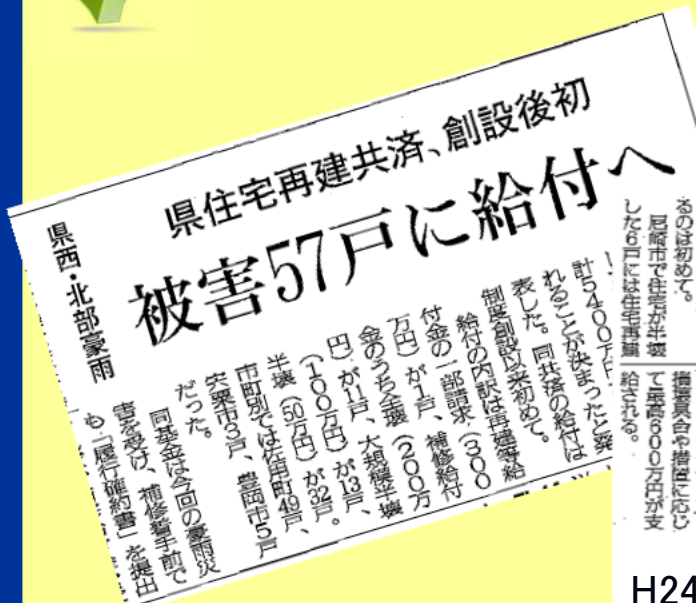 県住宅再建共済、創設後初
被害57戸に給付へ
県西・北部豪雨
計5400万円
れることが決まったと発
表した。同共済の給付は
制度創設以来初めて。
給付の内訳は再建等給
付金の一部請求(300
万円)が1戸、補修給付
金のうち全壊(200万
円)が11戸、大規模半壊
(100万円)が13戸、
半壊(50万円)が32戸。
市町別では佐用町49戸、
宍粟市3戸、豊岡市5戸
だった。
同基金は今回の豪雨災
害を受け、補修着手前で
も「履行確約書」を提出
るのは初めて。
尼崎市で住宅が半壊
した6戸には住宅再建
損壊具合や措置に応じ
て最高600万円が支
給される。
H24